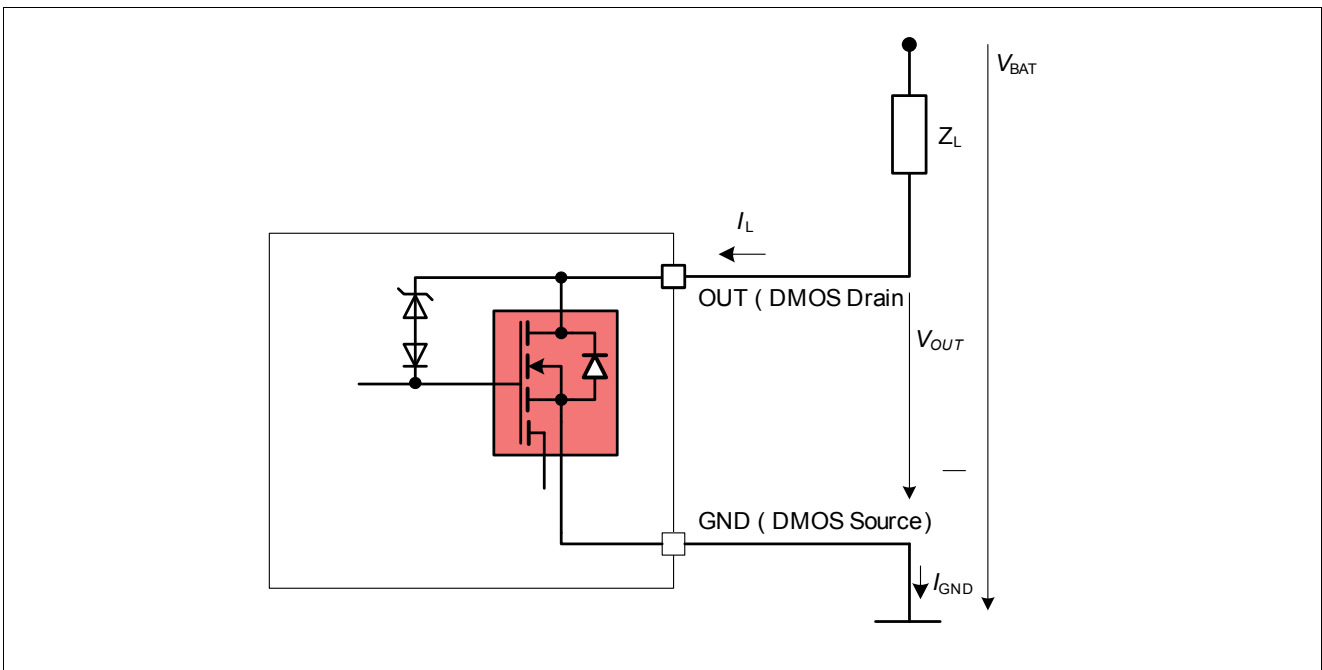 V_BAT
Z_L
I_L
OUT ( DMOS Drain
V_OUT
GND ( DMOS Source)
I_GND